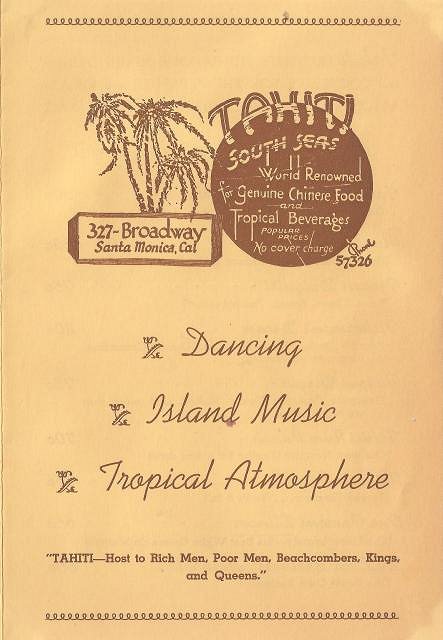 TAHITI
SOUTH SEAS
World Renowned
for Genuine Chinese Food
and
Tropical Beverages
POPULAR
PRICES
No cover charge
Phone
57326
327-Broadway
Santa Monica, Cal
Dancing
Island Music
Tropical Atmosphere
"TAHITI—Host to Rich Men, Poor Men, Beachcombers, Kings,
and Queens."